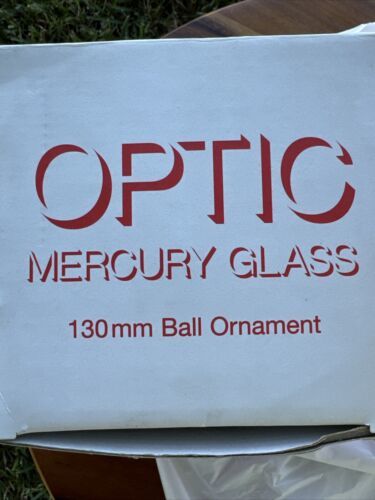 OPTIC
MERCURY GLASS
130mm Ball Ornament